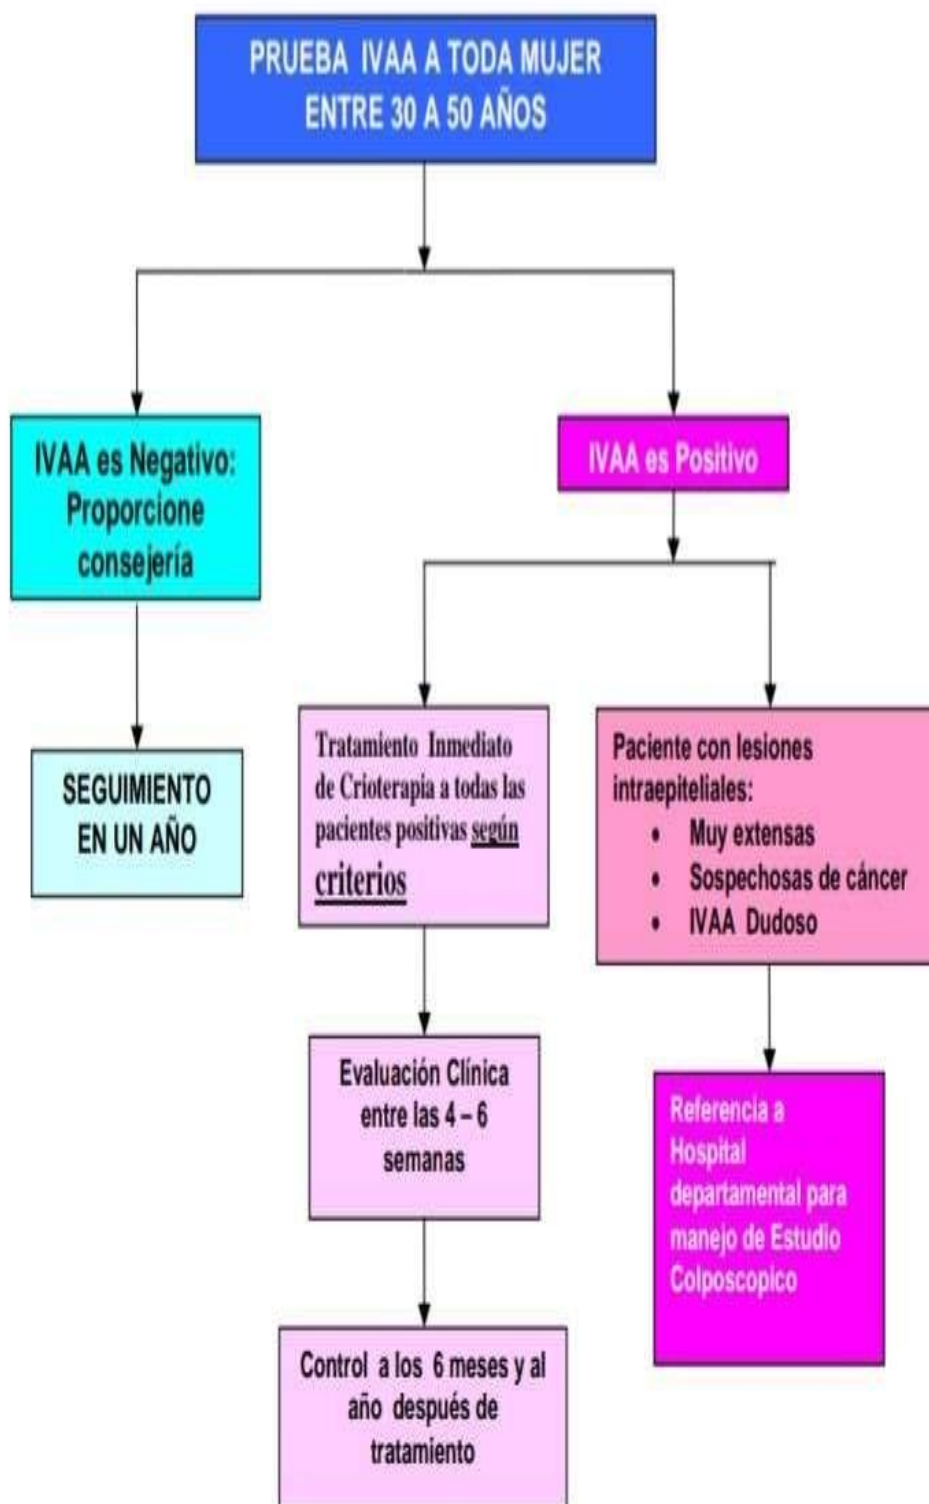 PRUEBA IVAA A TODA MUJER
ENTRE 30 A 50 AÑOS
IVAA es Negativo:
Proporcione
consejería
IVAA es Positivo
SEGUIMIENTO
EN UN AÑO
Tratamiento Inmediato
de Crioterapia a todas las
pacientes positivas según
criterios
Paciente con lesiones
intraepiteliales:
• Muy extensas
• Sospechosas de cáncer
• IVAA Dudoso
Evaluación Clínica
entre las 4 – 6
semanas
Referencia a
Hospital
departamental para
manejo de Estudio
Colposcopico
Control a los 6 meses y al
año después de
tratamiento